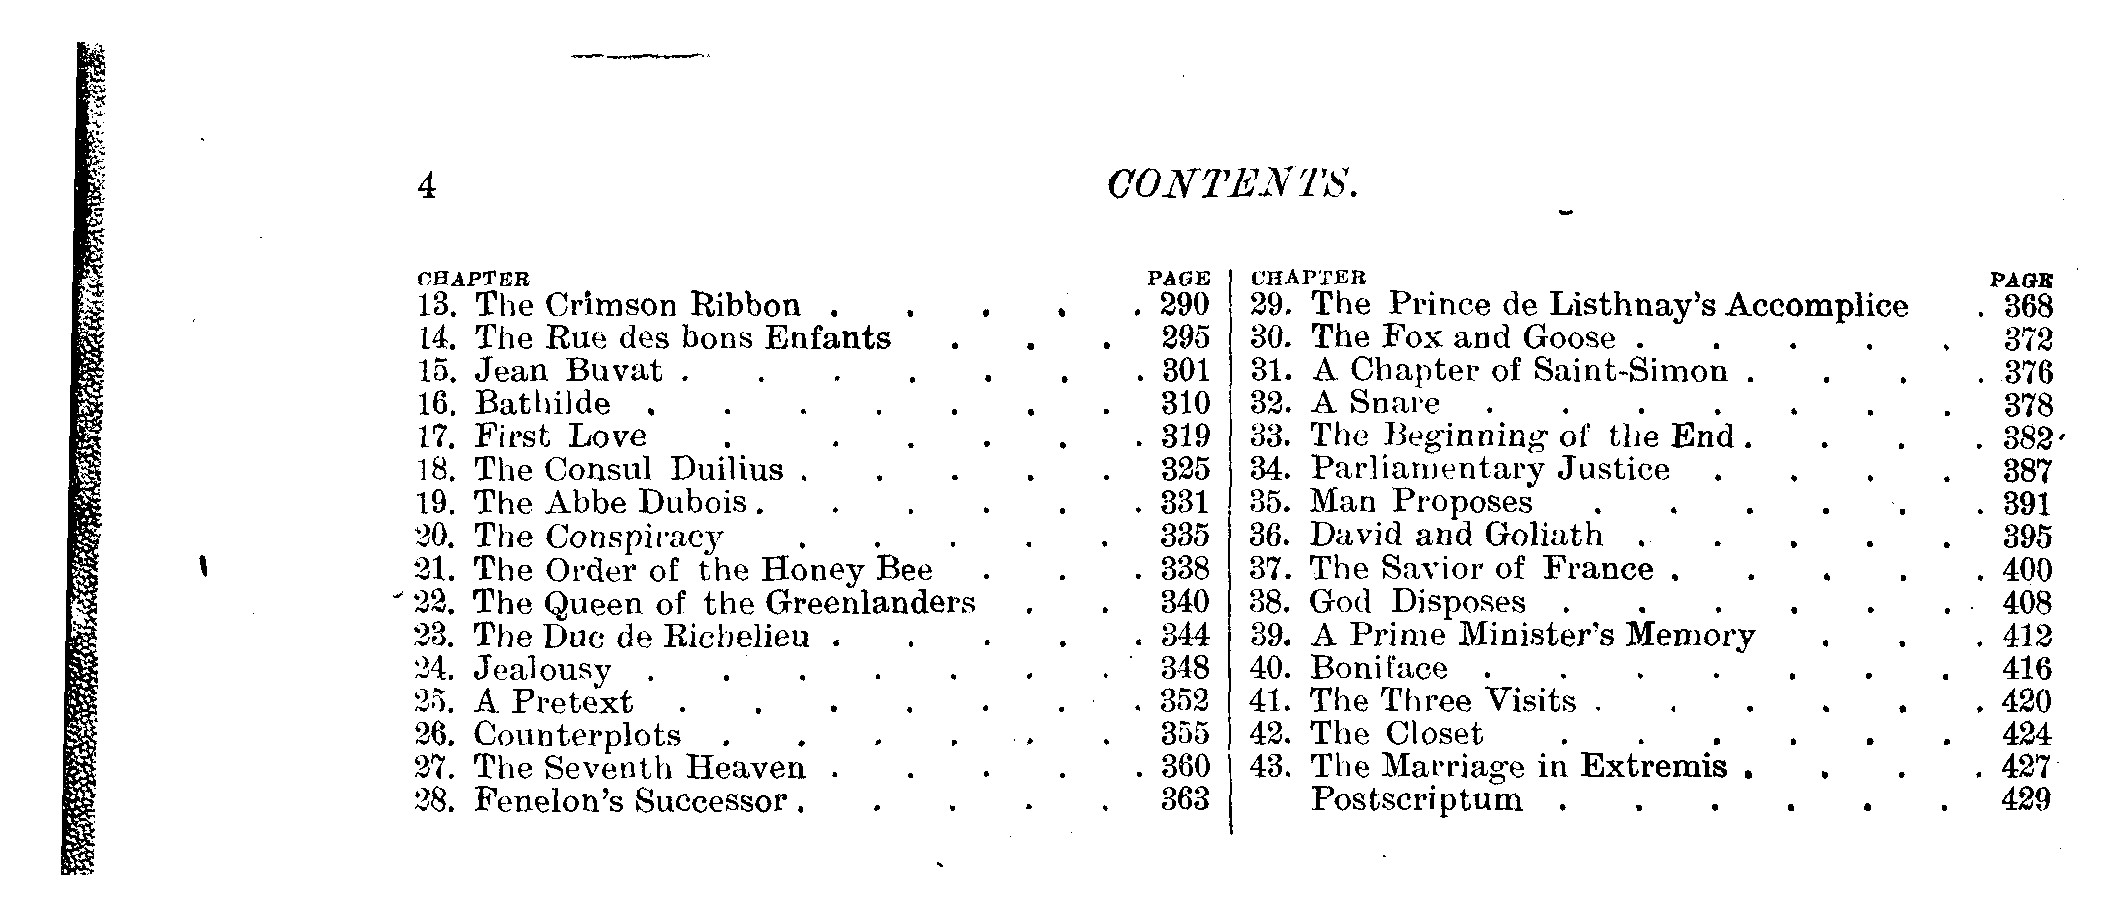 4 CONTENTS.
CHAPTER PAGE
13. The Crimson Ribbon . . . . . 290
14. The Rue des bons Enfants . . . 295
15. Jean Buvat . . . . . . . 301
16. Bathilde . . . . . . . 310
17. First Love . . . . . . 319
18. The Consul Duilius . . . . . 325
19. The Abbe Dubois . . . . . . 331
20. The Conspiracy . . . . . 335
21. The Order of the Honey Bee . . . 338
22. The Queen of the Greenlanders . . 340
23. The Duc de Richelieu . . . . . 344
24. Jealousy . . . . . . . 348
25. A Pretext . . . . . . . 352
26. Counterplots . . . . . . 355
27. The Seventh Heaven . . . . . 360
28. Fenelon's Successor . . . . . 363
CHAPTER PAGE
29. The Prince de Listhnay's Accomplice . 368
30. The Fox and Goose . . . . . 372
31. A Chapter of Saint-Simon . . . . 376
32. A Snare . . . . . . . 378
33. The Beginning of the End . . . . 382
34. Parliamentary Justice . . . . 387
35. Man Proposes . . . . . . 391
36. David and Goliath . . . . . 395
37. The Savior of France . . . . . 400
38. God Disposes . . . . . . 408
39. A Prime Minister's Memory . . . 412
40. Boniface . . . . . . . 416
41. The Three Visits . . . . . . 420
42. The Closet . . . . . . 424
43. The Marriage in Extremis . . . . 427
Postscriptum . . . . . . 429